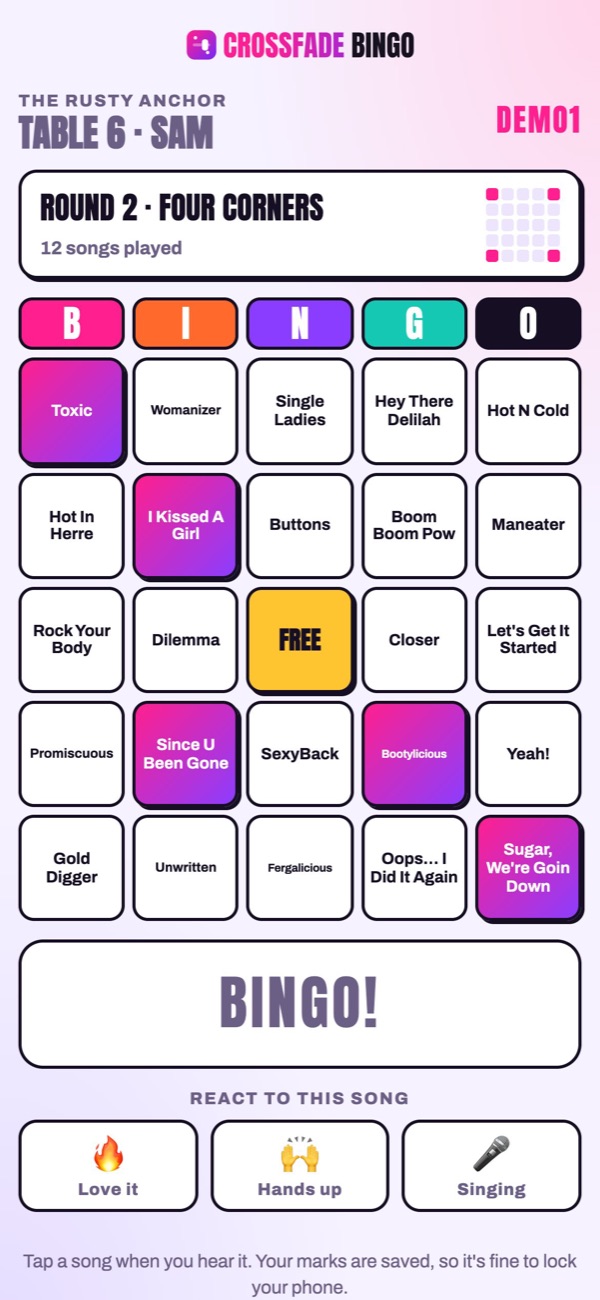 CROSSFADE BINGO
THE RUSTY ANCHOR
TABLE 6 · SAM
DEMO1
ROUND 2 · FOUR CORNERS
12 songs played
B I N G O
Toxic
Womanizer
Single
Ladies
Hey There
Delilah
Hot N Cold
Hot In
Herre
I Kissed A
Girl
Buttons
Boom
Boom Pow
Maneater
Rock Your
Body
Dilemma
FREE
Closer
Let's Get It
Started
Promiscuous
Since U
Been Gone
SexyBack
Bootylicious
Yeah!
Gold
Digger
Unwritten
Fergalicious
Oops... I
Did It Again
Sugar,
We're Goin
Down
BINGO!
REACT TO THIS SONG
Love it
Hands up
Singing
Tap a song when you hear it. Your marks are saved, so it's fine to lock
your phone.